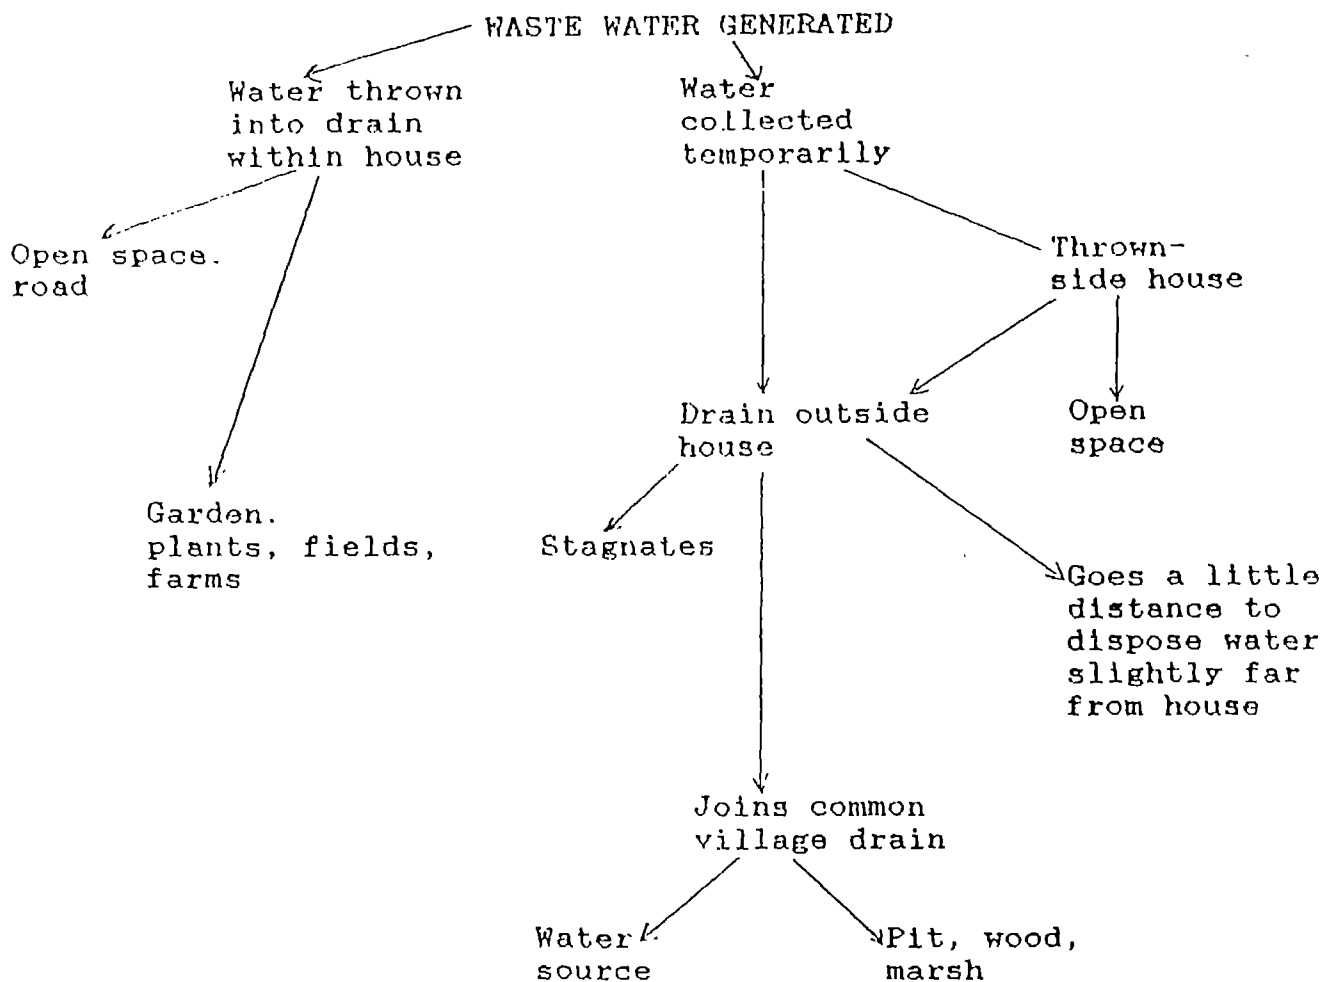 WASTE WATER GENERATED
Water thrown
into drain
within house
Water
collected
temporarily
Open space.
road
Thrown-
side house
Drain outside
house
Open
space
Garden.
plants, fields,
farms
Stagnates
Goes a little
distance to
dispose water
slightly far
from house
Joins common
village drain
Water
source
Pit, wood,
marsh